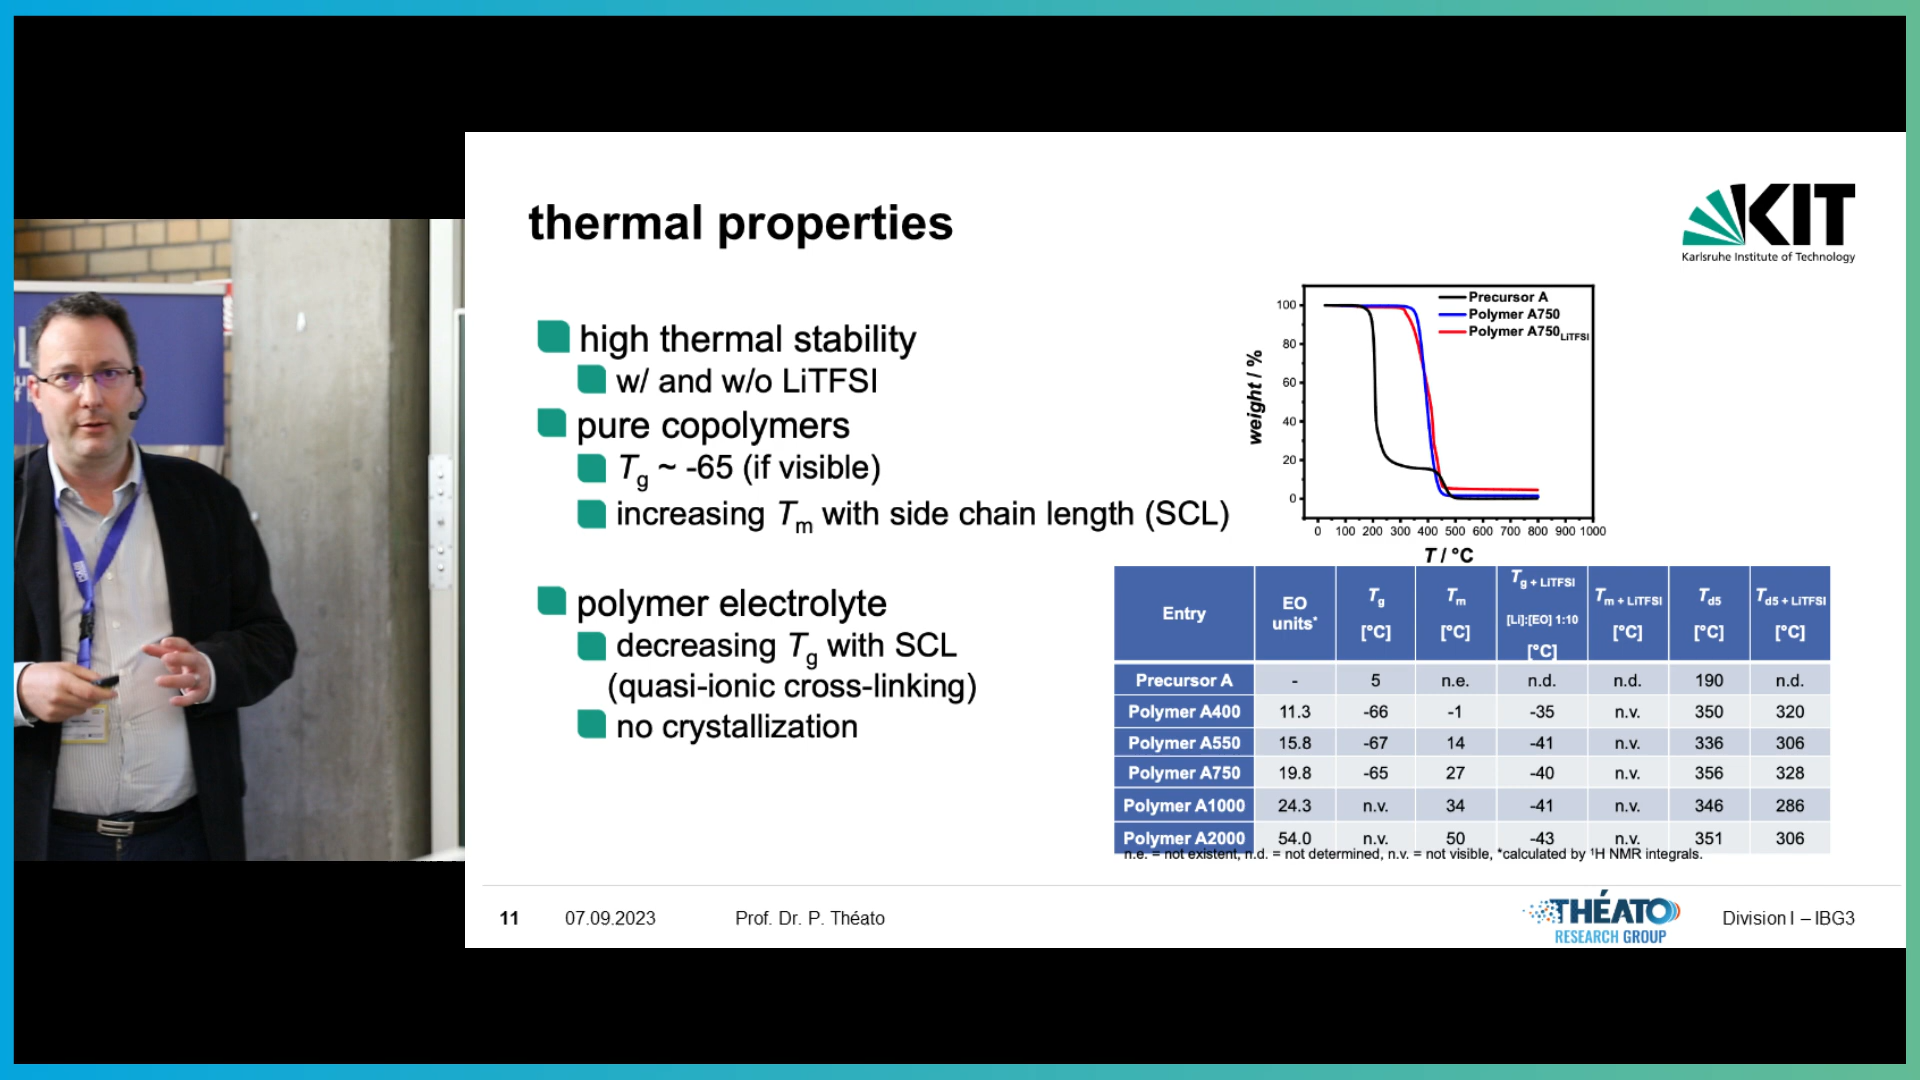 thermal properties
KIT
Karlsruhe Institute of Technology
high thermal stability
w/ and w/o LiTFSI
pure copolymers
Tg ~ -65 (if visible)
increasing Tm with side chain length (SCL)
polymer electrolyte
decreasing Tg with SCL
(quasi-ionic cross-linking)
no crystallization
Precursor A
Polymer A750
Polymer A750LiTFSI
weight / %
100
80
60
40
20
0
0 100 200 300 400 500 600 700 800 900 1000
T / °C
Entry EO units* Tg [°C] Tm [°C] Tg + LiTFSI [Li]:[EO] 1:10 [°C] Tm + LiTFSI [°C] Td5 [°C] Td5 + LiTFSI [°C]
Precursor A - 5 n.e. n.d. n.d. 190 n.d.
Polymer A400 11.3 -66 -1 -35 n.v. 350 320
Polymer A550 15.8 -67 14 -41 n.v. 336 306
Polymer A750 19.8 -65 27 -40 n.v. 356 328
Polymer A1000 24.3 n.v. 34 -41 n.v. 346 286
Polymer A2000 54.0 n.v. 50 -43 n.v. 351 306
n.e. = not existent, n.d. = not determined, n.v. = not visible, *calculated by ¹H NMR integrals.
11 07.09.2023 Prof. Dr. P. Théato
THÉATO
RESEARCH GROUP
Division I – IBG3